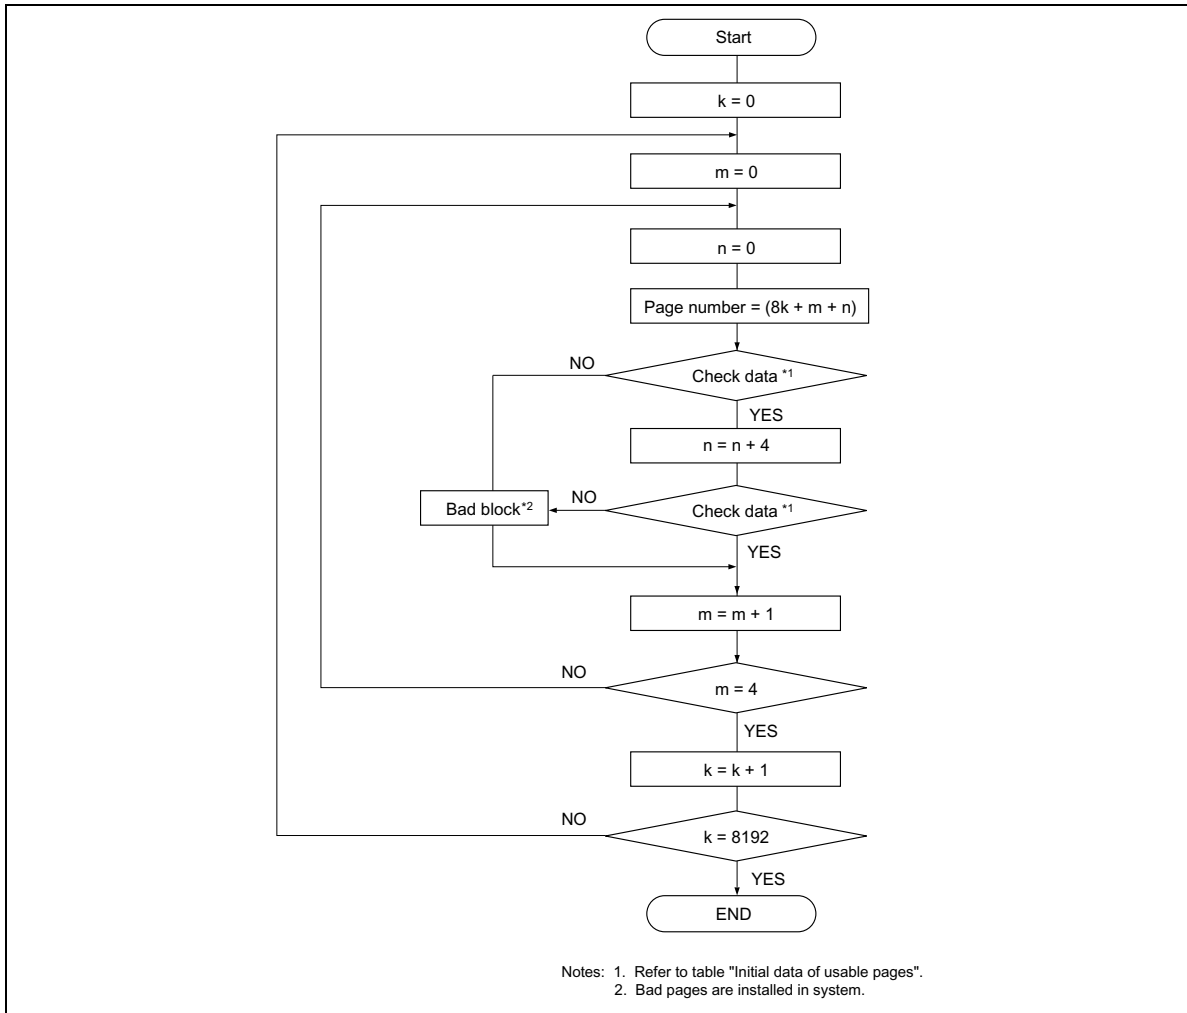 Start
k = 0
m = 0
n = 0
Page number = (8k + m + n)
NO
Check data *1
YES
n = n + 4
Bad block*2
NO
Check data *1
YES
m = m + 1
NO
m = 4
YES
k = k + 1
NO
k = 8192
YES
END
Notes: 1. Refer to table "Initial data of usable pages".
2. Bad pages are installed in system.